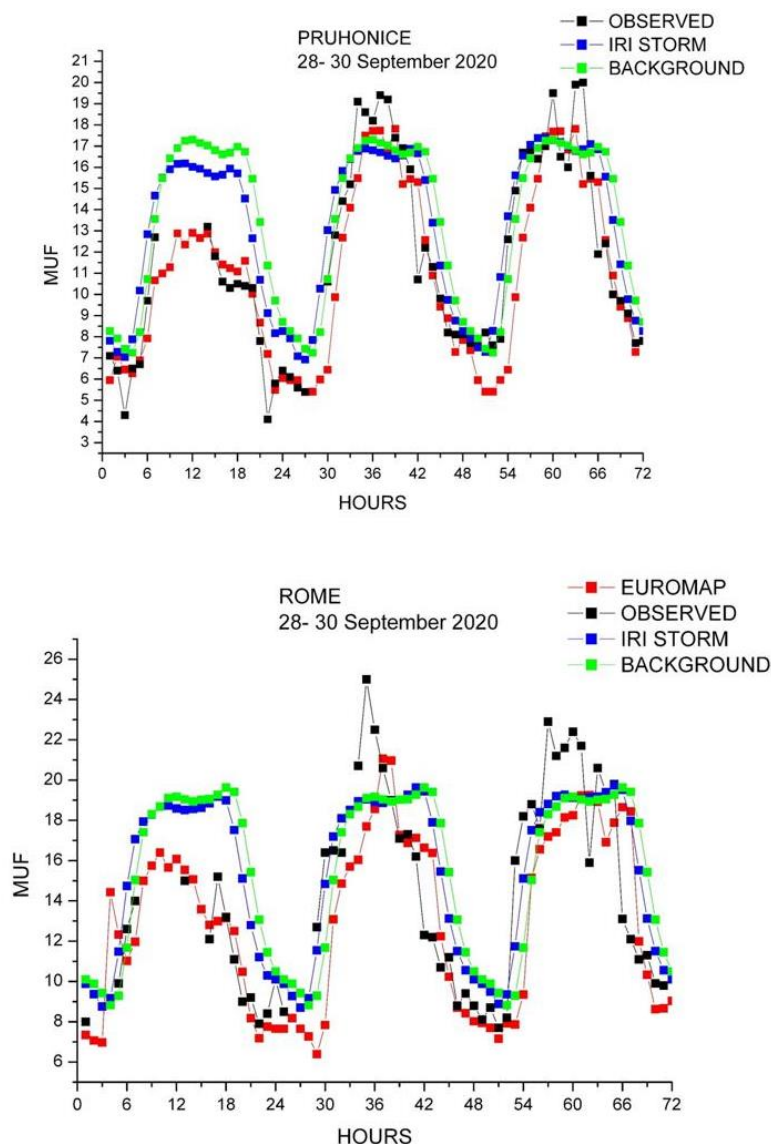 PRUHONICE
28- 30 September 2020
OBSERVED
IRI STORM
BACKGROUND
MUF
21
20
19
18
17
16
15
14
13
12
11
10
9
8
7
6
5
4
3
0 6 12 18 24 30 36 42 48 54 60 66 72
HOURS
ROME
28- 30 September 2020
EUROMAP
OBSERVED
IRI STORM
BACKGROUND
MUF
26
24
22
20
18
16
14
12
10
8
6
0 6 12 18 24 30 36 42 48 54 60 66 72
HOURS